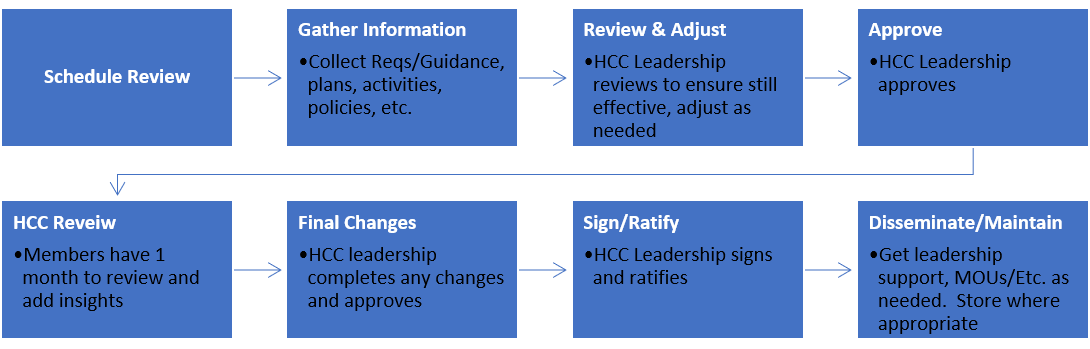 Schedule Review
Gather Information
•Collect Reqs/Guidance,
plans, activities,
policies, etc.
Review & Adjust
•HCC Leadership
reviews to ensure still
effective, adjust as
needed
Approve
•HCC Leadership
approves
HCC Reveiw
•Members have 1
month to review and
add insights
Final Changes
•HCC leadership
completes any changes
and approves
Sign/Ratify
•HCC Leadership signs
and ratifies
Disseminate/Maintain
•Get leadership
support, MOUs/Etc. as
needed.  Store where
appropriate